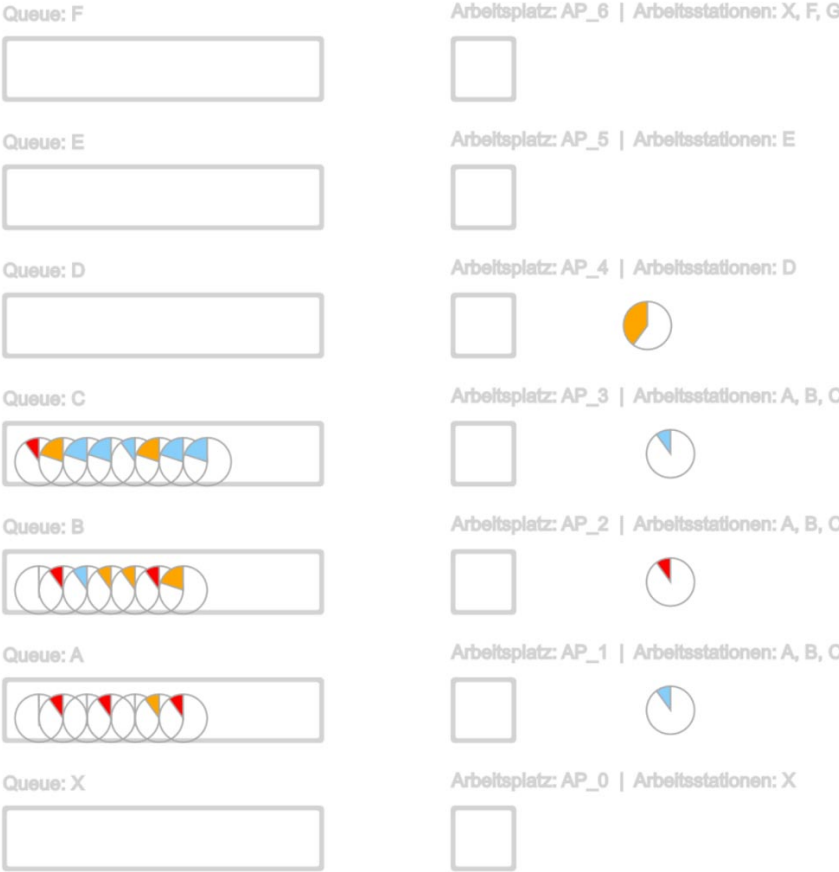 Queue: F
Arbeitsplatz: AP_6 | Arbeitsstationen: X, F, G
Queue: E
Arbeitsplatz: AP_5 | Arbeitsstationen: E
Queue: D
Arbeitsplatz: AP_4 | Arbeitsstationen: D
Queue: C
Arbeitsplatz: AP_3 | Arbeitsstationen: A, B, C
Queue: B
Arbeitsplatz: AP_2 | Arbeitsstationen: A, B, C
Queue: A
Arbeitsplatz: AP_1 | Arbeitsstationen: A, B, C
Queue: X
Arbeitsplatz: AP_0 | Arbeitsstationen: X